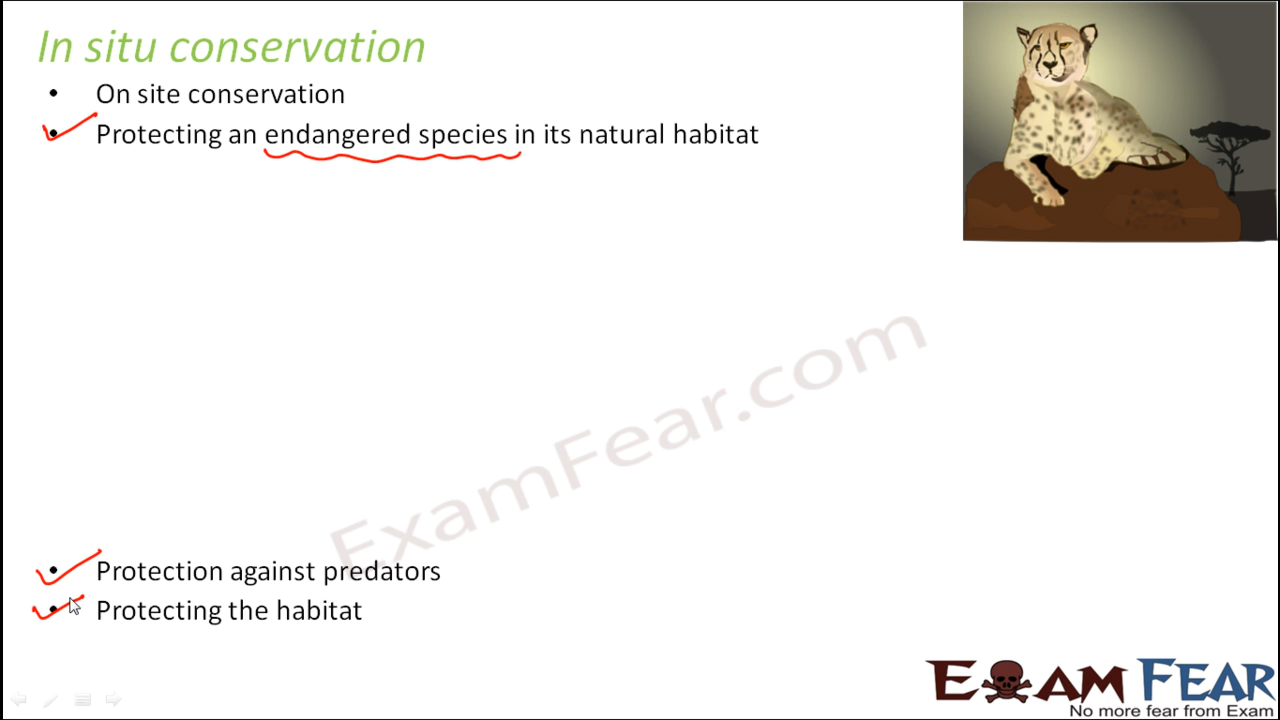 In situ conservation
• On site conservation
• Protecting an endangered species in its natural habitat
ExamFear.com
• Protection against predators
• Protecting the habitat
EXAM FEAR
No more fear from Exam